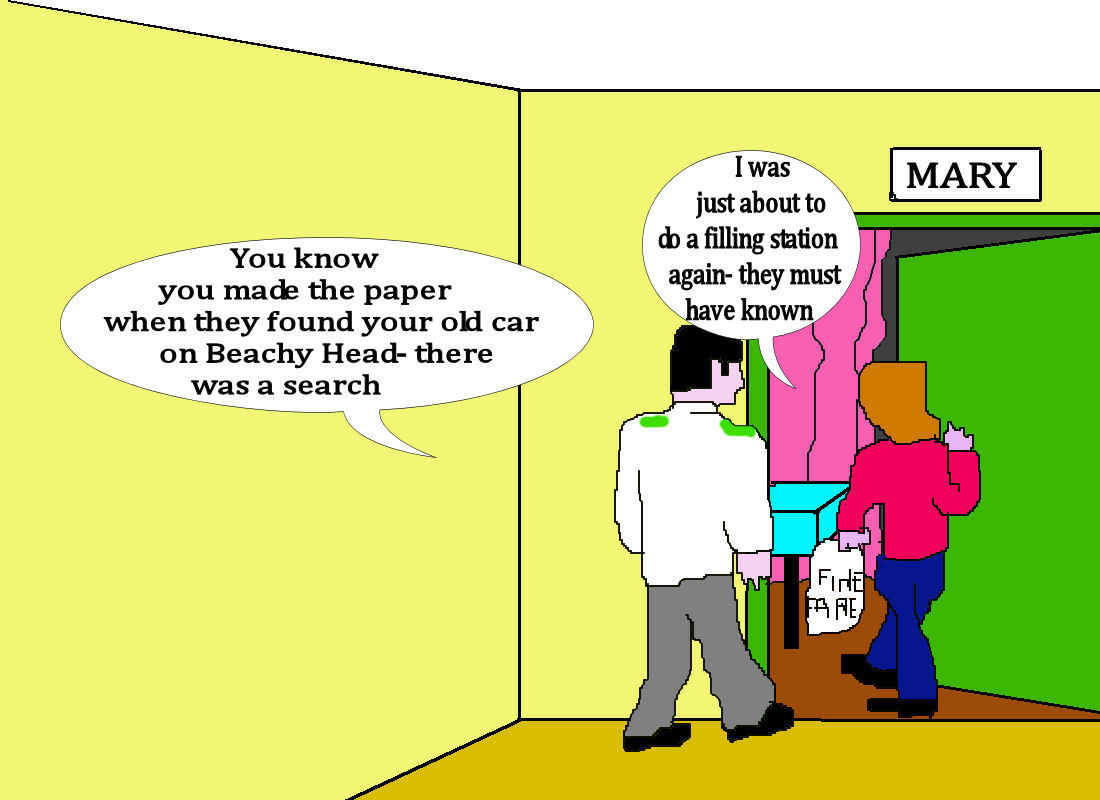 You know
you made the paper
when they found your old car
on Beachy Head- there
was a search
I was
just about to
do a filling station
again- they must
have known
MARY
FINE
FARE